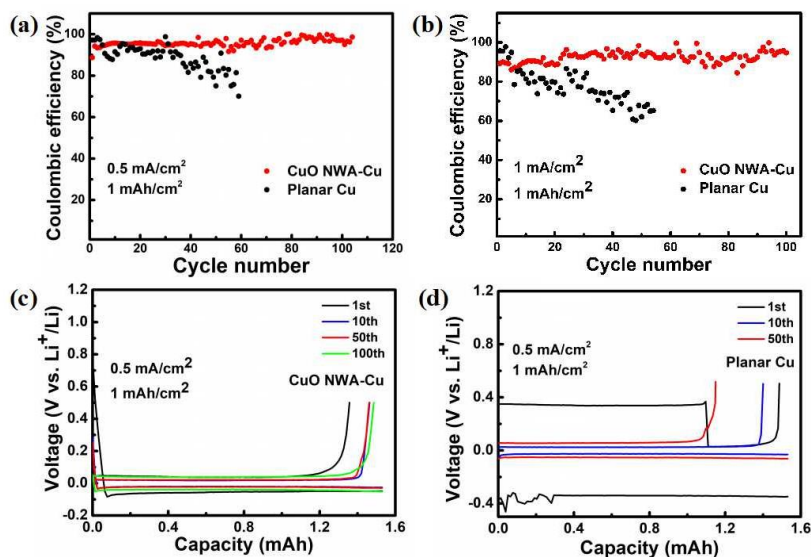 (a)
Coulombic efficiency (%)
100
80
60
40
20
0.5 mA/cm²
1 mAh/cm²
CuO NWA-Cu
Planar Cu
0 20 40 60 80 100 120
Cycle number
(b)
Coulombic efficiency (%)
120
100
80
60
40
20
1 mA/cm²
1 mAh/cm²
CuO NWA-Cu
Planar Cu
0 20 40 60 80 100
Cycle number
(c)
Voltage (V vs. Li⁺/Li)
1.2
1.0
0.8
0.6
0.4
0.2
0.0
-0.2
0.5 mA/cm²
1 mAh/cm²
1st
10th
50th
100th
CuO NWA-Cu
0.0 0.4 0.8 1.2 1.6
Capacity (mAh)
(d)
Voltage (V vs. Li⁺/Li)
1.2
0.8
0.4
0.0
-0.4
0.5 mA/cm²
1 mAh/cm²
1st
10th
50th
Planar Cu
0.0 0.4 0.8 1.2 1.6
Capacity (mAh)